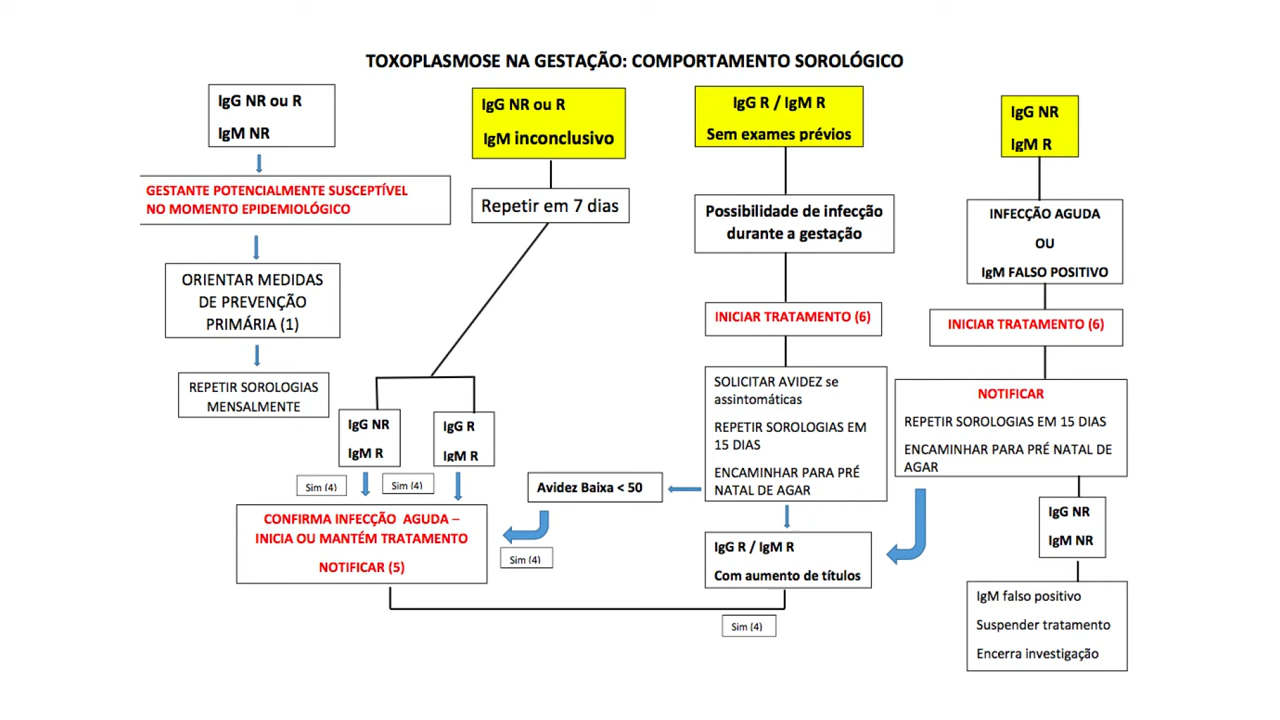 TOXOPLASMOSE NA GESTAÇÃO: COMPORTAMENTO SOROLÓGICO
IgG NR ou R
IgM NR
GESTANTE POTENCIALMENTE SUSCEPTÍVEL
NO MOMENTO EPIDEMIOLÓGICO
ORIENTAR MEDIDAS
DE PREVENÇÃO
PRIMÁRIA (1)
REPETIR SOROLOGIAS
MENSALMENTE
IgG NR ou R
IgM inconclusivo
Repetir em 7 dias
IgG NR
IgM R
IgG R
IgM R
Sim (4)
Sim (4)
CONFIRMA INFECÇÃO AGUDA –
INICIA OU MANTÉM TRATAMENTO
NOTIFICAR (5)
IgG R / IgM R
Sem exames prévios
Possibilidade de infecção
durante a gestação
INICIAR TRATAMENTO (6)
SOLICITAR AVIDEZ se
assintomáticas
REPETIR SOROLOGIAS EM
15 DIAS
ENCAMINHAR PARA PRÉ
NATAL DE AGAR
Avidez Baixa < 50
Sim (4)
IgG R / IgM R
Com aumento de títulos
Sim (4)
IgG NR
IgM R
INFECÇÃO AGUDA
OU
IgM FALSO POSITIVO
INICIAR TRATAMENTO (6)
NOTIFICAR
REPETIR SOROLOGIAS EM 15 DIAS
ENCAMINHAR PARA PRÉ NATAL DE
AGAR
IgG NR
IgM NR
IgM falso positivo
Suspender tratamento
Encerra investigação